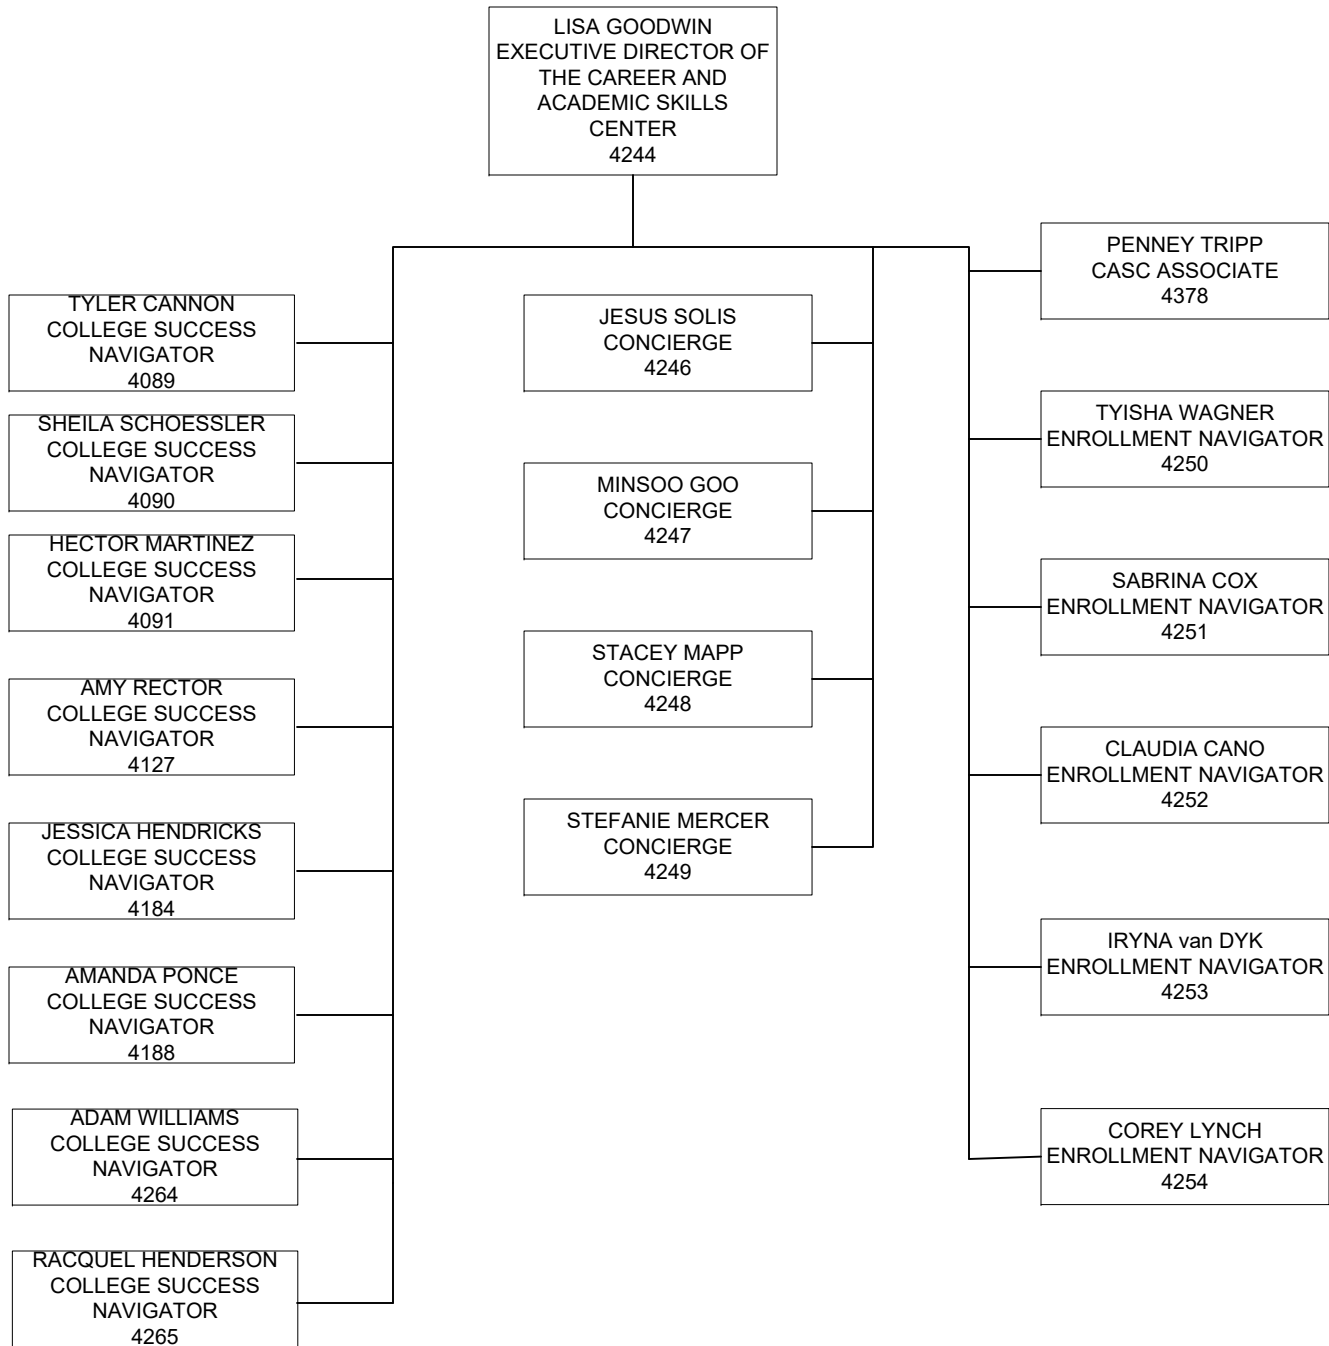 LISA GOODWIN
EXECUTIVE DIRECTOR OF
THE CAREER AND
ACADEMIC SKILLS
CENTER
4244
TYLER CANNON
COLLEGE SUCCESS
NAVIGATOR
4089
SHEILA SCHOESSLER
COLLEGE SUCCESS
NAVIGATOR
4090
HECTOR MARTINEZ
COLLEGE SUCCESS
NAVIGATOR
4091
AMY RECTOR
COLLEGE SUCCESS
NAVIGATOR
4127
JESSICA HENDRICKS
COLLEGE SUCCESS
NAVIGATOR
4184
AMANDA PONCE
COLLEGE SUCCESS
NAVIGATOR
4188
ADAM WILLIAMS
COLLEGE SUCCESS
NAVIGATOR
4264
RACQUEL HENDERSON
COLLEGE SUCCESS
NAVIGATOR
4265
JESUS SOLIS
CONCIERGE
4246
MINSOO GOO
CONCIERGE
4247
STACEY MAPP
CONCIERGE
4248
STEFANIE MERCER
CONCIERGE
4249
PENNEY TRIPP
CASC ASSOCIATE
4378
TYISHA WAGNER
ENROLLMENT NAVIGATOR
4250
SABRINA COX
ENROLLMENT NAVIGATOR
4251
CLAUDIA CANO
ENROLLMENT NAVIGATOR
4252
IRYNA van DYK
ENROLLMENT NAVIGATOR
4253
COREY LYNCH
ENROLLMENT NAVIGATOR
4254